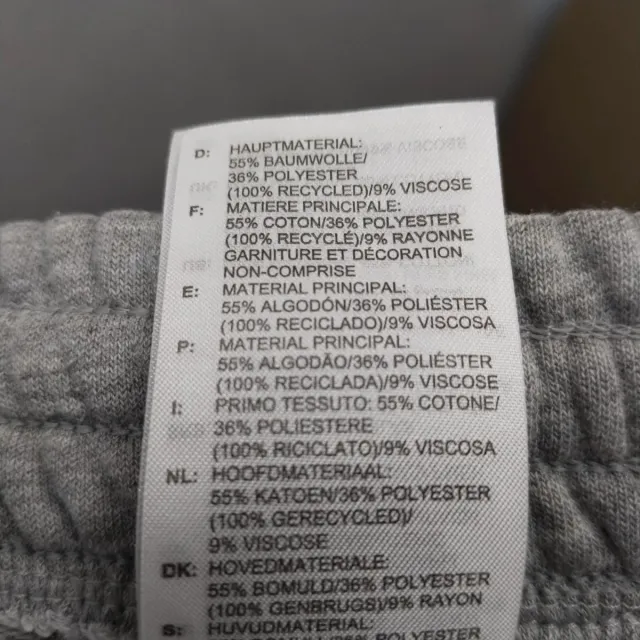 D: HAUPTMATERIAL:
55% BAUMWOLLE/
36% POLYESTER
(100% RECYCLED)/9% VISCOSE
F: MATIERE PRINCIPALE:
55% COTON/36% POLYESTER
(100% RECYCLÉ)/9% RAYONNE
GARNITURE ET DÉCORATION
NON-COMPRISE
E: MATERIAL PRINCIPAL:
55% ALGODÓN/36% POLIÉSTER
(100% RECICLADO)/9% VISCOSA
P: MATERIAL PRINCIPAL:
55% ALGODÃO/36% POLIÉSTER
(100% RECICLADA)/9% VISCOSE
I: PRIMO TESSUTO: 55% COTONE/
36% POLIESTERE
(100% RICICLATO)/9% VISCOSA
NL: HOOFDMATERIAAL:
55% KATOEN/36% POLYESTER
(100% GERECYCLED)/
9% VISCOSE
DK: HOVEDMATERIALE:
55% BOMULD/36% POLYESTER
(100% GENBRUGS)/9% RAYON
S: HUVUDMATERIAL: